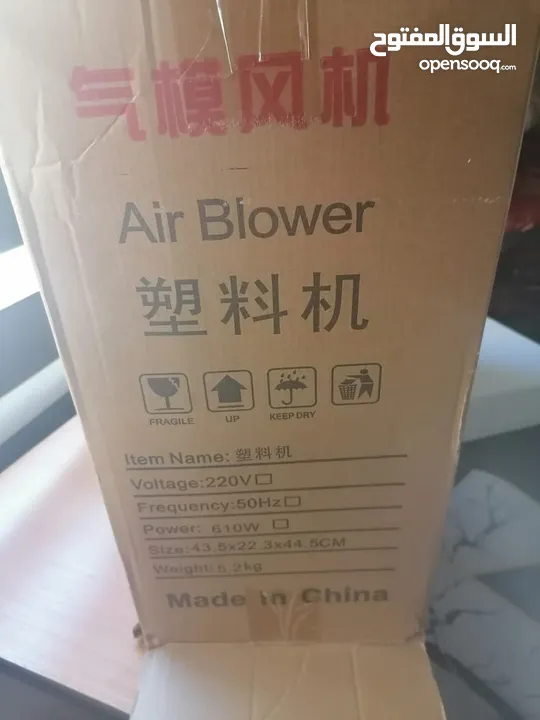 السوق المفتوح
opensooq.com
气模风机
Air Blower
塑料机
FRAGILE
UP
KEEP DRY
Item Name: 塑料机
Voltage:220V
Frequency:50Hz
Power: 610W
Size:43.5x22.3x44.5CM
Weight:5.2kg
Made in China